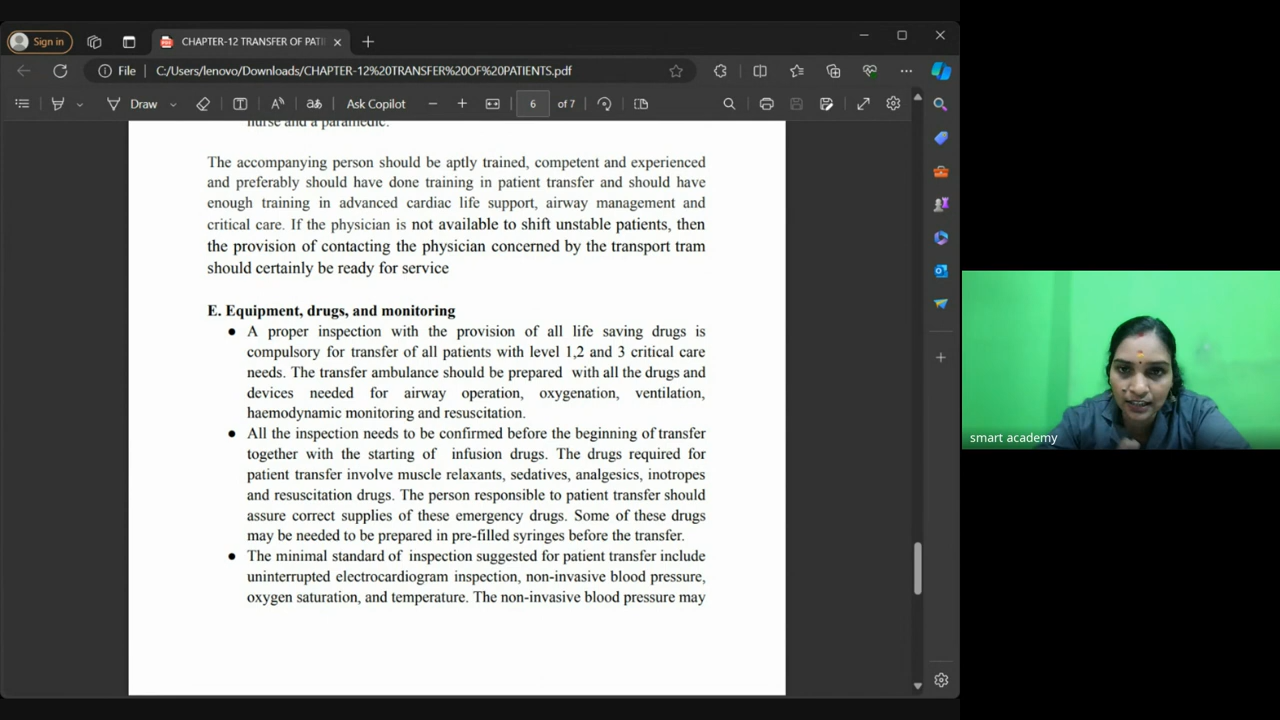 Sign in
CHAPTER-12 TRANSFER OF PATI
File
C:/Users/lenovo/Downloads/CHAPTER-12%20TRANSFER%20OF%20PATIENTS.pdf
Draw
Ask Copilot
6
of 7
nurse and a paramedic.
The accompanying person should be aptly trained, competent and experienced
and preferably should have done training in patient transfer and should have
enough training in advanced cardiac life support, airway management and
critical care. If the physician is not available to shift unstable patients, then
the provision of contacting the physician concerned by the transport tram
should certainly be ready for service
E. Equipment, drugs, and monitoring
● A proper inspection with the provision of all life saving drugs is
compulsory for transfer of all patients with level 1,2 and 3 critical care
needs. The transfer ambulance should be prepared with all the drugs and
devices needed for airway operation, oxygenation, ventilation,
haemodynamic monitoring and resuscitation.
● All the inspection needs to be confirmed before the beginning of transfer
together with the starting of infusion drugs. The drugs required for
patient transfer involve muscle relaxants, sedatives, analgesics, inotropes
and resuscitation drugs. The person responsible to patient transfer should
assure correct supplies of these emergency drugs. Some of these drugs
may be needed to be prepared in pre-filled syringes before the transfer.
● The minimal standard of inspection suggested for patient transfer include
uninterrupted electrocardiogram inspection, non-invasive blood pressure,
oxygen saturation, and temperature. The non-invasive blood pressure may
smart academy